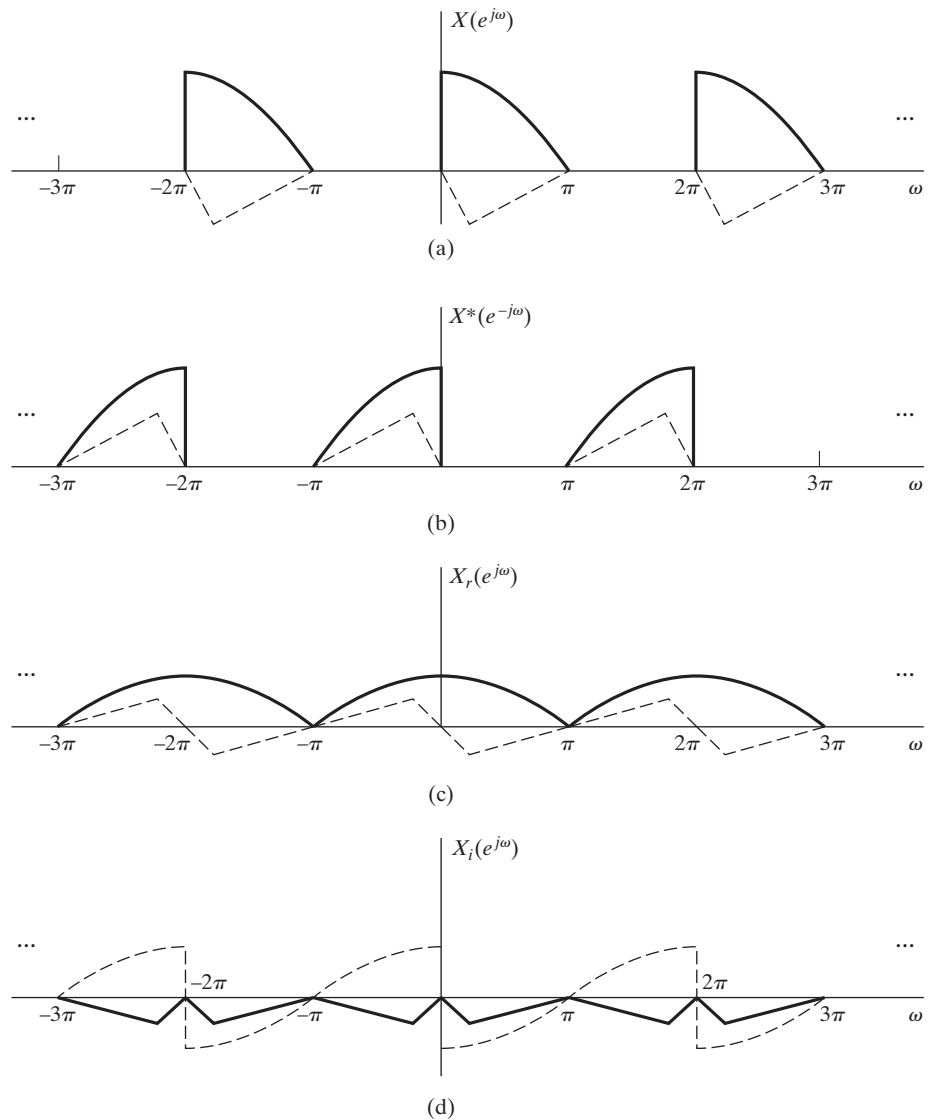 X(e^{jω})
... ...
−3π −2π −π π 2π 3π ω
(a)
X*(e^{−jω})
... ...
−3π −2π −π π 2π 3π ω
(b)
X_r(e^{jω})
... ...
−3π −2π −π π 2π 3π ω
(c)
X_i(e^{jω})
... ...
−2π 2π
−3π −π π 3π ω
(d)